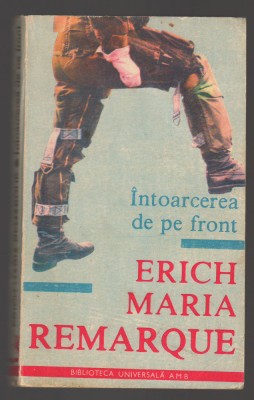 Întoarcerea
de pe front
ERICH
MARIA
REMARQUE
BIBLIOTECA UNIVERSALĂ A.M.B.